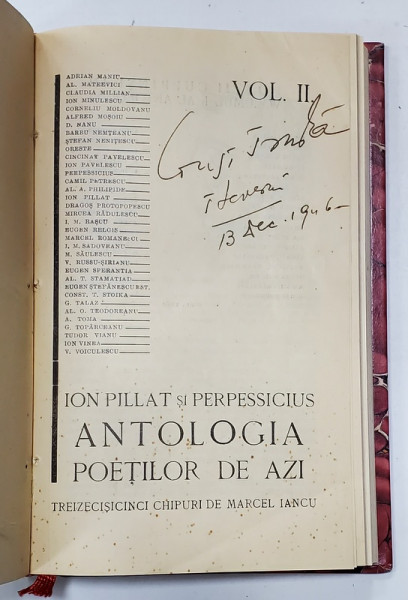 ADRIAN MANIU
AL. MATEEVICI
CLAUDIA MILLIAN
ION MINULESCU
CORNELIU MOLDOVANU
ALFRED MOȘOIU
D. NANU
BARBU NEMȚEANU
ȘTEFAN NENIȚESCU
ORESTE
CINCINAT PAVELESCU
ION PAVELESCU
PERPESSICIUS
CAMIL PETRESCU
AL. A. PHILIPIDE
ION PILLAT
DRAGOȘ PROTOPOPESCU
MIRCEA RĂDULESCU
I. M. RAȘCU
EUGEN RELGIS
MARCEL ROMANESCU
I. M. SADOVEANU
M. SĂULESCU
V. RUSSU-ȘIRIANU
EUGEN SPERANTIA
AL. T. STAMATIAD
EUGEN ȘTEFĂNESCU EST.
CONST. T. STOIKA
G. TALAZ
AL. O. TEODOREANU
A. TOMA
G. TOPÂRCEANU
TUDOR VIANU
ION VINEA
V. VOICULESCU
VOL. II
13 Dec. 1946
ION PILLAT ȘI PERPESSICIUS
ANTOLOGIA
POEȚILOR DE AZI
TREIZECIȘICINCI CHIPURI DE MARCEL IANCU